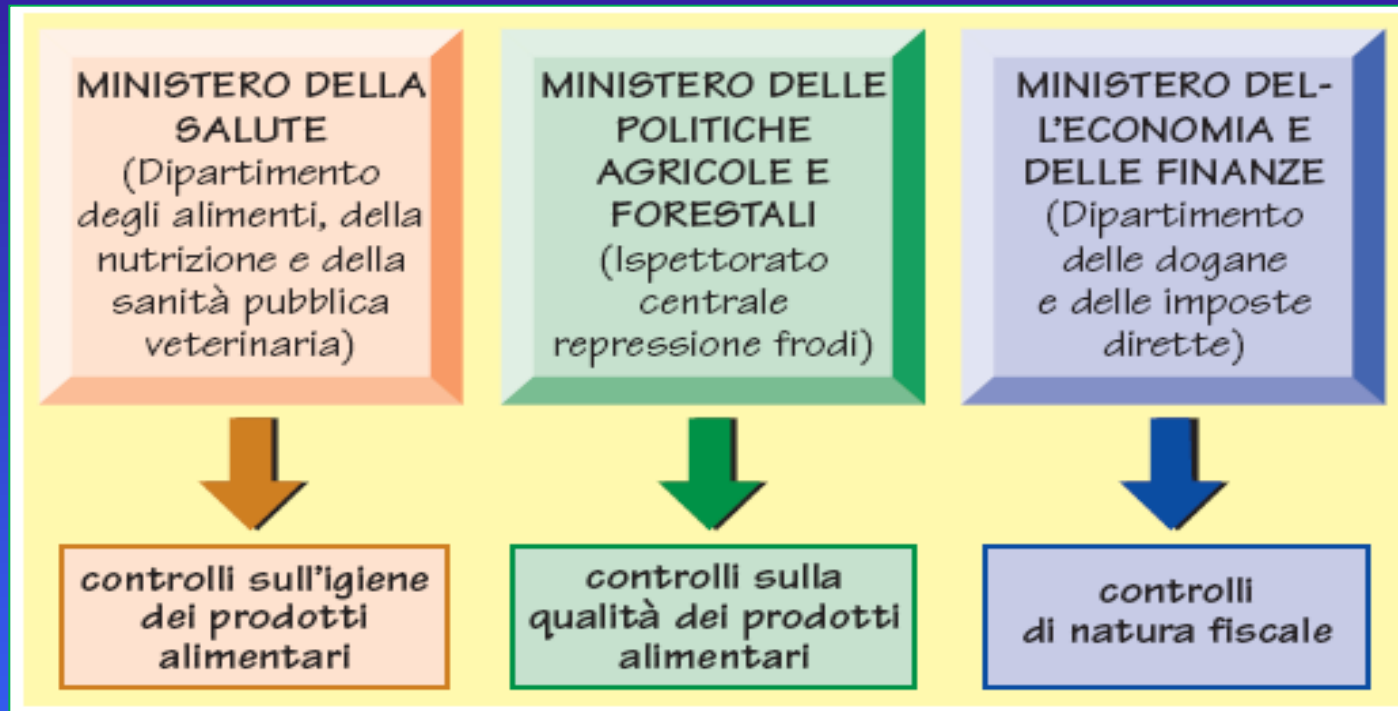 MINISTERO DELLA
SALUTE
(Dipartimento
degli alimenti, della
nutrizione e della
sanità pubblica
veterinaria)
MINISTERO DELLE
POLITICHE
AGRICOLE E
FORESTALI
(Ispettorato
centrale
repressione frodi)
MINISTERO DEL-
L'ECONOMIA E
DELLE FINANZE
(Dipartimento
delle dogane
e delle imposte
dirette)
controlli sull'igiene
dei prodotti
alimentari
controlli sulla
qualità dei prodotti
alimentari
controlli
di natura fiscale